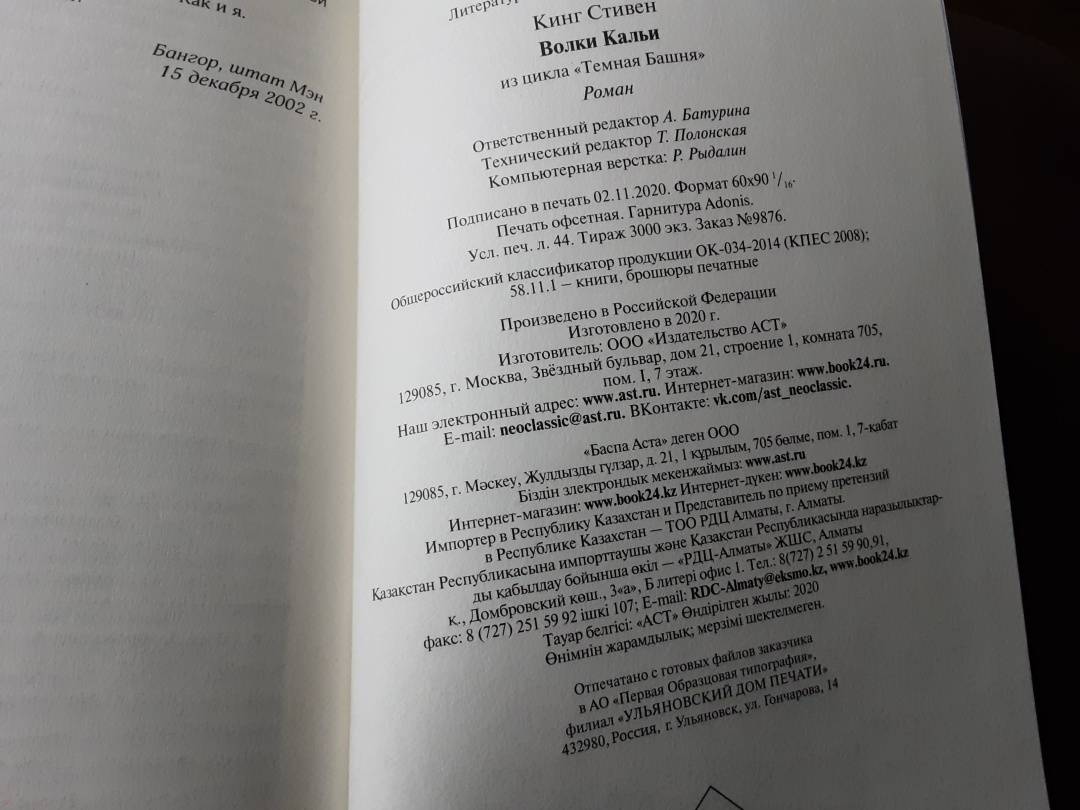 Как и я.
Бангор, штат Мэн
15 декабря 2002 г.
Кинг Стивен
Волки Кальи
из цикла «Темная Башня»
Роман
Ответственный редактор А. Батурина
Технический редактор Т. Полонская
Компьютерная верстка: Р. Рыдалин
Подписано в печать 02.11.2020. Формат 60х90 1/16.
Печать офсетная. Гарнитура Adonis.
Усл. печ. л. 44. Тираж 3000 экз. Заказ №9876.
Общероссийский классификатор продукции ОК-034-2014 (КПЕС 2008);
58.11.1 – книги, брошюры печатные
Произведено в Российской Федерации
Изготовлено в 2020 г.
Изготовитель: ООО «Издательство АСТ»
129085, г. Москва, Звёздный бульвар, дом 21, строение 1, комната 705,
пом. I, 7 этаж.
Наш электронный адрес: www.ast.ru. Интернет-магазин: www.book24.ru.
E-mail: neoclassic@ast.ru. ВКонтакте: vk.com/ast_neoclassic.
«Баспа Аста» деген ООО
129085, г. Мәскеу, Жулдызды гүлзар, д. 21, 1 құрылым, 705 бөлме, пом. 1, 7-қабат
Біздін злектрондык мекенжаймыз: www.ast.ru
Интернет-магазин: www.book24.kz Интернет-дүкен: www.book24.kz
Импортер в Республику Казахстан и Представитель по приему претензий
в Республике Казахстан — ТОО РДЦ Алматы, г. Алматы.
Қазақстан Республикасына импорттаушы және Қазақстан Республикасында наразылықтар-
ды қабылдау бойынша өкіл — «РДЦ-Алматы» ЖШС, Алматы
қ., Домбровский көш., 3«а», Б литері офис 1. Тел.: 8(727) 2 51 59 90,91,
факс: 8 (727) 251 59 92 ішкі 107; E-mail: RDC-Almaty@eksmo.kz, www.book24.kz
Тауар белгісі: «АСТ» Өндірілген жылы: 2020
Өнімнін жарамдылык; мерзімі шектелмеген.
Отпечатано с готовых файлов заказчика
в АО «Первая Образцовая типография»,
филиал «УЛЬЯНОВСКИЙ ДОМ ПЕЧАТИ»
432980, Россия, г. Ульяновск, ул. Гончарова, 14